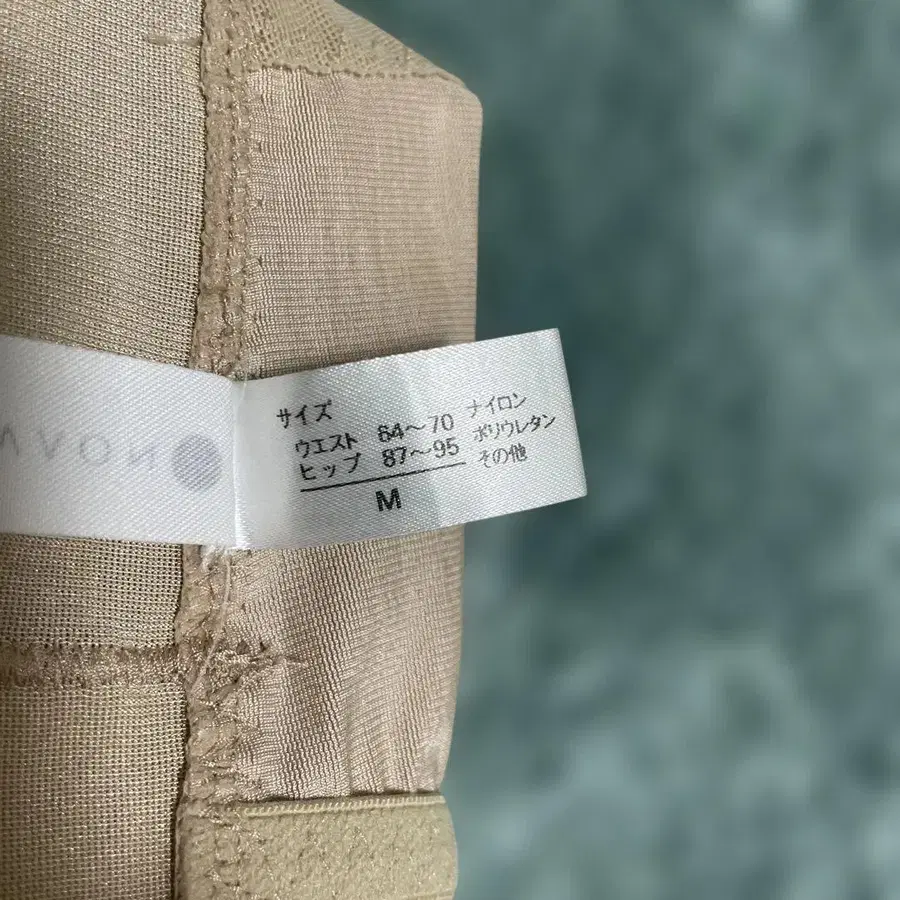 サイズ
ウエスト 64〜70
ヒップ 87〜95
M
ナイロン
ポリウレタン
その他